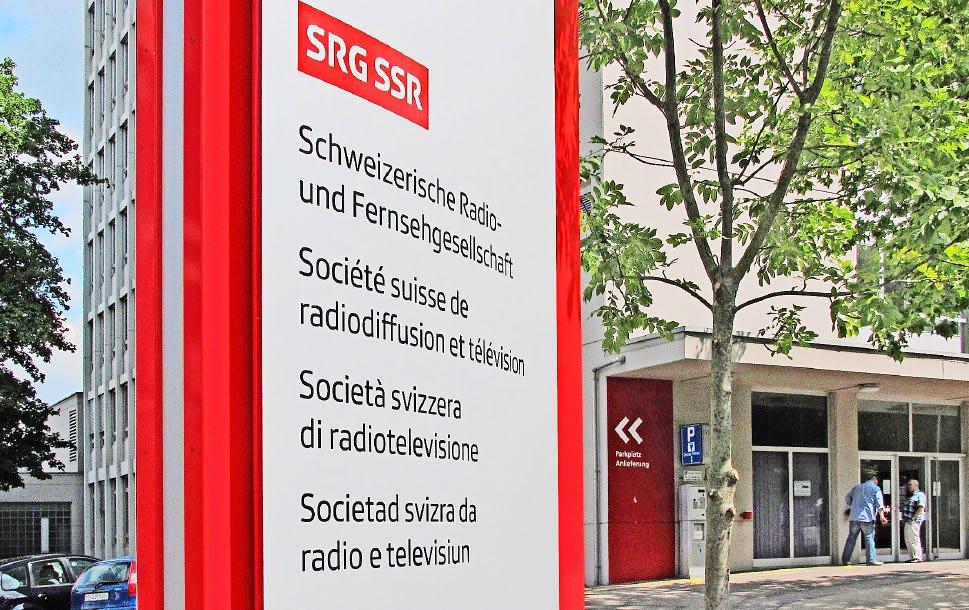 SRG SSR
Schweizerische Radio-
und Fernsehgesellschaft
Société suisse de
radiodiffusion et télévision
Società svizzera
di radiotelevisione
Societad svizra da
radio e televisiun
Parkplatz
Anlieferung
P